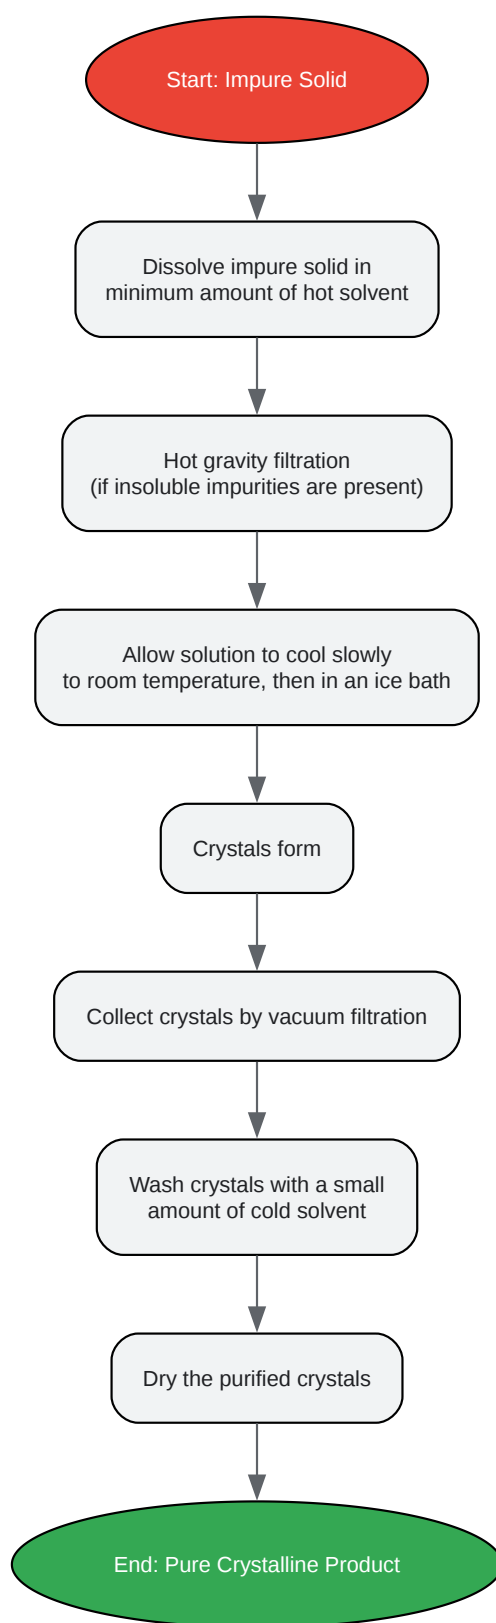 Start: Impure Solid
Dissolve impure solid in
minimum amount of hot solvent
Hot gravity filtration
(if insoluble impurities are present)
Allow solution to cool slowly
to room temperature, then in an ice bath
Crystals form
Collect crystals by vacuum filtration
Wash crystals with a small
amount of cold solvent
Dry the purified crystals
End: Pure Crystalline Product